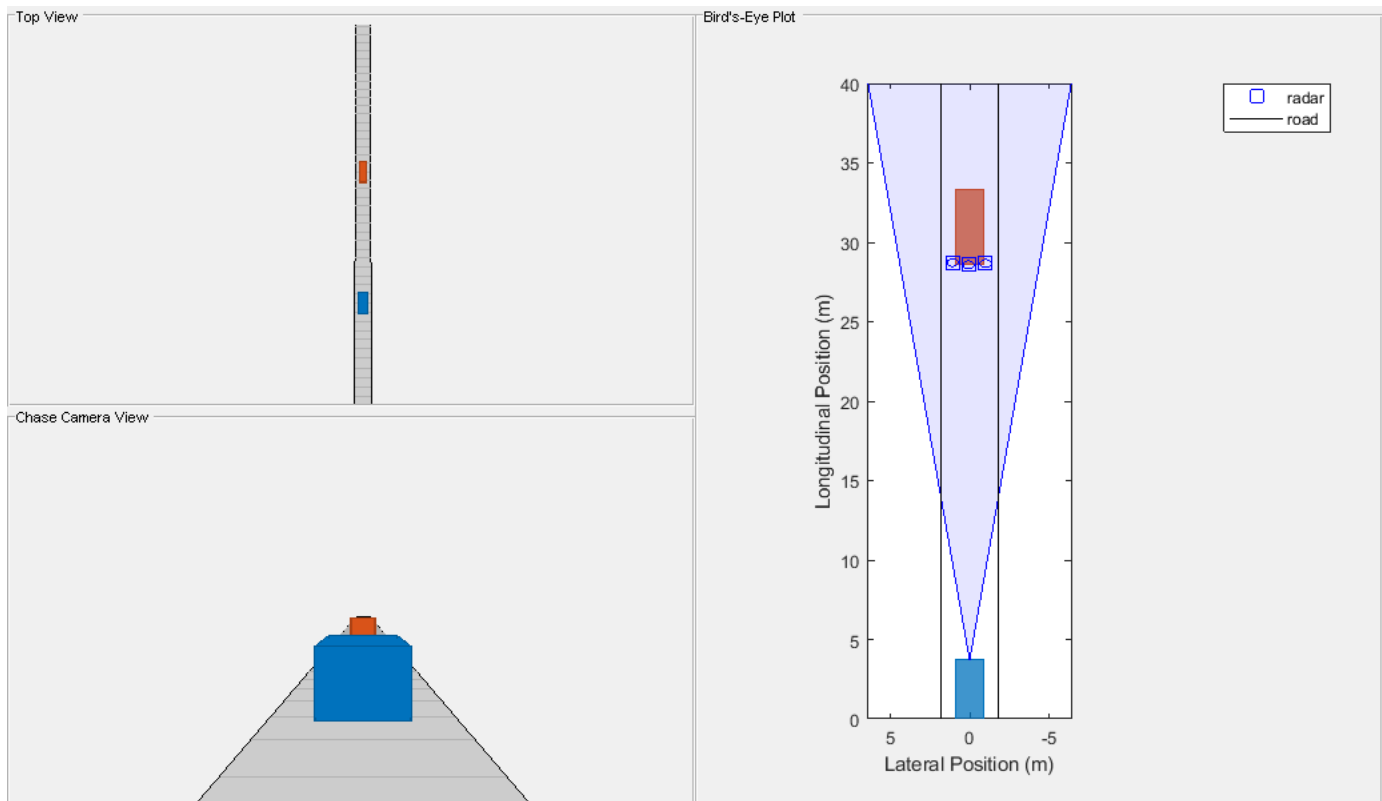 Top View
Chase Camera View
Bird's-Eye Plot
radar
road
40
35
30
25
20
15
10
5
0
5
0
-5
Longitudinal Position (m)
Lateral Position (m)